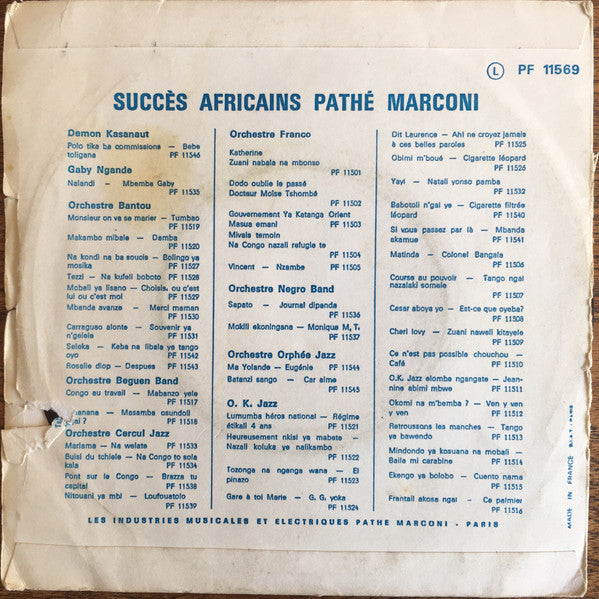 Ⓛ PF 11569
SUCCÈS AFRICAINS PATHÉ MARCONI
Demon Kasanaut
Polo tika ba commissions — Bebe
toligana PF 11546
Gaby Ngande
Nalandi — Mbemba Gaby
PF 11535
Orchestre Bantou
Monsieur on va se marier — Tumbao
PF 11519
Makambo mibale — Damba
PF 11520
Na kondi na ba soucis — Bolingo ya
mosika PF 11527
Tezzi — Na kufeli boboto PF 11528
Mobali ya lisano — Choisis. ou c'est
lui ou c'est moi PF 11529
Mbanda avanze — Merci maman
PF 11530
Carraguao alonte — Souvenir ya
n'gelele PF 11531
Seleka — Keba na libala ya tango
oyo PF 11542
Rosalie diop — Despues PF 11543
Orchestre Beguen Band
Congo au travail — Mabanzo yele
PF 11517
hanana — Masamba osundoli
gai ? PF 11518
Orchestre Cercul Jazz
Marisma — Na welate PF 11533
Buisi du tchiele — Na Congo to sola
kala PF 11534
Pont sur le Congo — Brazza tu
capital PF 11538
Nitouani ya mbi — Loufouatolo
PF 11539
Orchestre Franco
Katherine
Zuani nabala na mbonso
PF 11501
Dodo oublie le passé
Docteur Moïse Tshombé
PF 11502
Gouvernement Ya Katanga Orient
Masua emani PF 11503
Mivais temoin
Na Congo nazali refugie te
PF 11504
Vincent — Nzambe PF 11505
Orchestre Negro Band
Sapato — Journal dipanda
PF 11536
Mokili ekoningana — Monique M. T.
PF 11537
Orchestre Orphée Jazz
Ma Yolande — Eugénie PF 11544
Batanzi sango — Car aime
PF 11545
O. K. Jazz
Lumumba héros national — Régime
étikali 4 ans PF 11521
Heureusement nkisi ya mabete —
Nazali koluka ye nalikambo
PF 11522
Tozonga na nganga wana — El
pinazo PF 11523
Gare à toi Marie — G. G. yoka
PF 11524
Dit Laurence — Ah! ne croyez jamais
à ces belles paroles PF 11525
Obimi m'boué — Cigarette léopard
PF 11526
Yayi — Natali yonso pamba
PF 11532
Babotoli n'gai ye — Cigarette filtrée
léopard PF 11540
Si vous passez par là — Mbanda
akamue PF 11541
Matinda — Colonel Bangala
PF 11506
Course au pouvoir — Tango ngai
nazalaki somele
PF 11507
Cesar aboya yo — Est-ce que oyeba?
PF 11508
Cheri lovy — Zuani naweli kitayele
PF 11509
Ce n'est pas possible chouchou —
Café PF 11510
O.K. Jazz elombe ngangate — Jean-
nine abimi mbwe PF 11511
Okomi na m'bemba ? — Ven y ven
y ven PF 11512
Retroussons les manches — Tango
ya bawendo PF 11513
Mindondo ya kosuana na mobali —
Baila mi carabine PF 11514
Ekenge ya bolobo — Cuento nama
PF 11515
Frantali akosa ngai — Ce palmier
PF 11516
LES INDUSTRIES MUSICALES ET ELECTRIQUES PATHE MARCONI - PARIS
MADE IN FRANCE